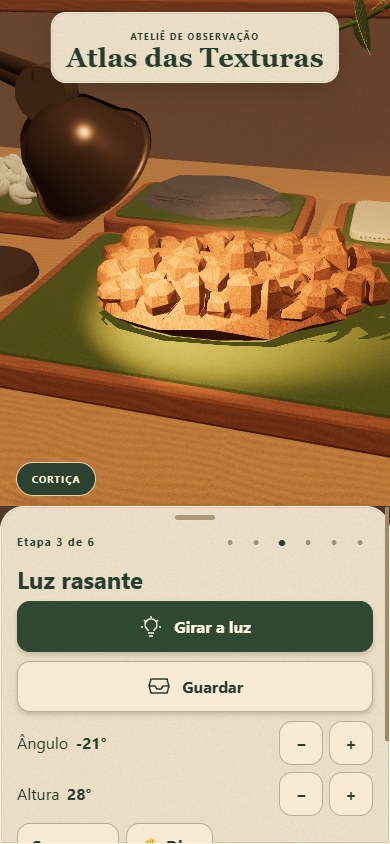 ATELIÊ DE OBSERVAÇÃO
Atlas das Texturas
CORTIÇA
Etapa 3 de 6
Luz rasante
Girar a luz
Guardar
Ângulo -21° − +
Altura 28° − +